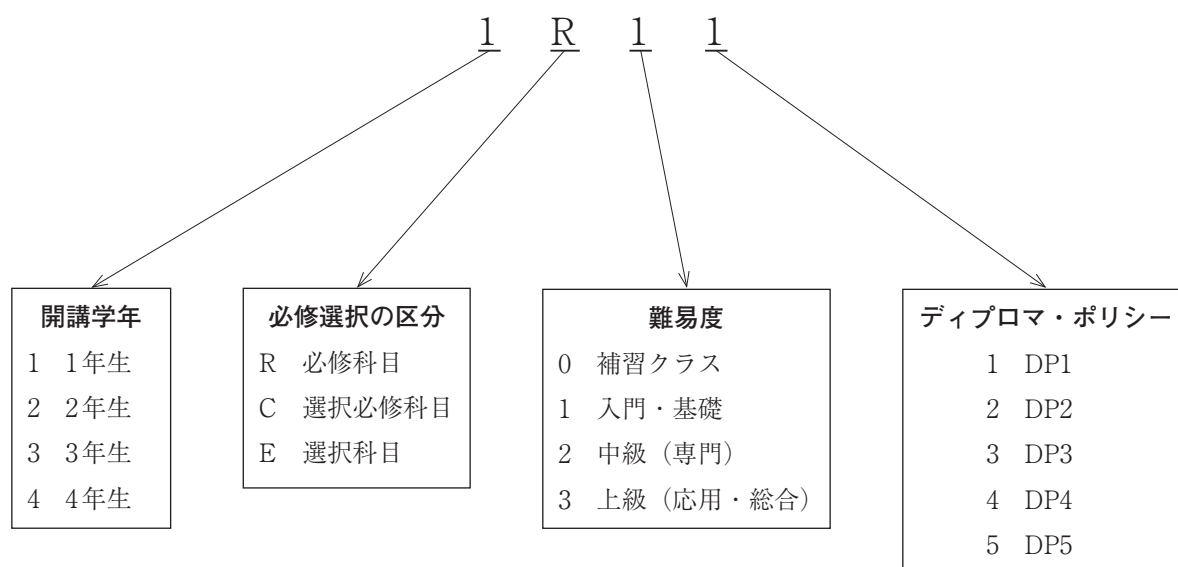 1 R 1 1
開講学年
1 1年生
2 2年生
3 3年生
4 4年生
必修選択の区分
R 必修科目
C 選択必修科目
E 選択科目
難易度
0 補習クラス
1 入門・基礎
2 中級（専門）
3 上級（応用・総合）
ディプロマ・ポリシー
1 DP1
2 DP2
3 DP3
4 DP4
5 DP5